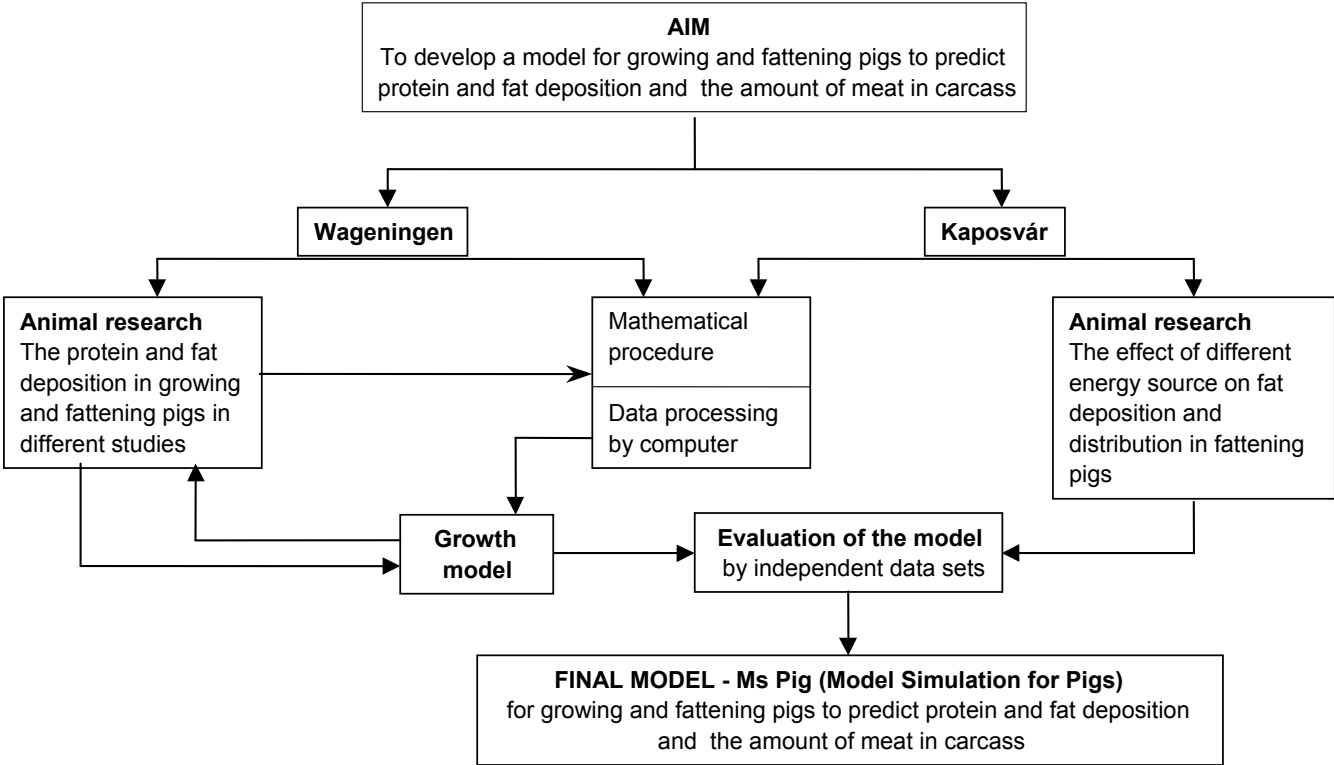 AIM
To develop a model for growing and fattening pigs to predict
protein and fat deposition and the amount of meat in carcass
Wageningen
Kaposvár
Animal research
The protein and fat
deposition in growing
and fattening pigs in
different studies
Mathematical
procedure
Data processing
by computer
Animal research
The effect of different
energy source on fat
deposition and
distribution in fattening
pigs
Growth
model
Evaluation of the model
by independent data sets
FINAL MODEL - Ms Pig (Model Simulation for Pigs)
for growing and fattening pigs to predict protein and fat deposition
and the amount of meat in carcass